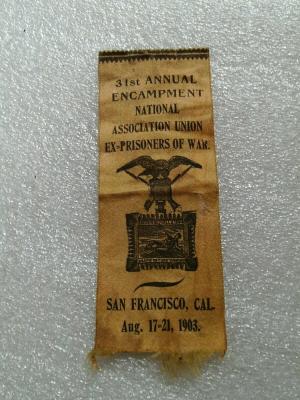 31st ANNUAL
ENCAMPMENT
NATIONAL
ASSOCIATION UNION
EX-PRISONERS OF WAR.
SAN FRANCISCO, CAL.
Aug. 17-21, 1903.